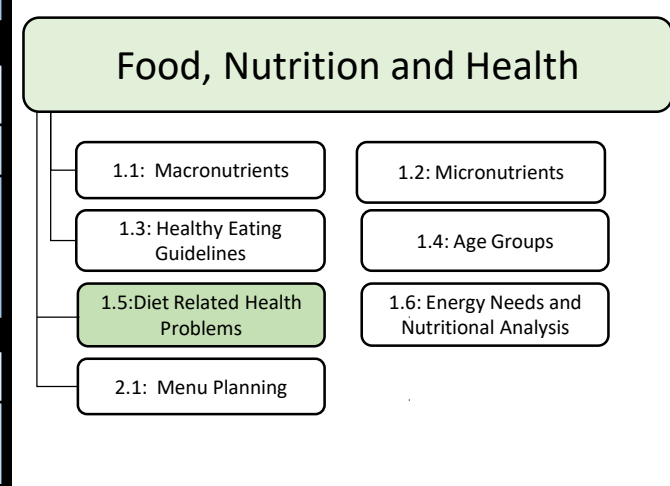 Food, Nutrition and Health
1.1: Macronutrients
1.2: Micronutrients
1.3: Healthy Eating
Guidelines
1.4: Age Groups
1.5:Diet Related Health
Problems
1.6: Energy Needs and
Nutritional Analysis
2.1: Menu Planning